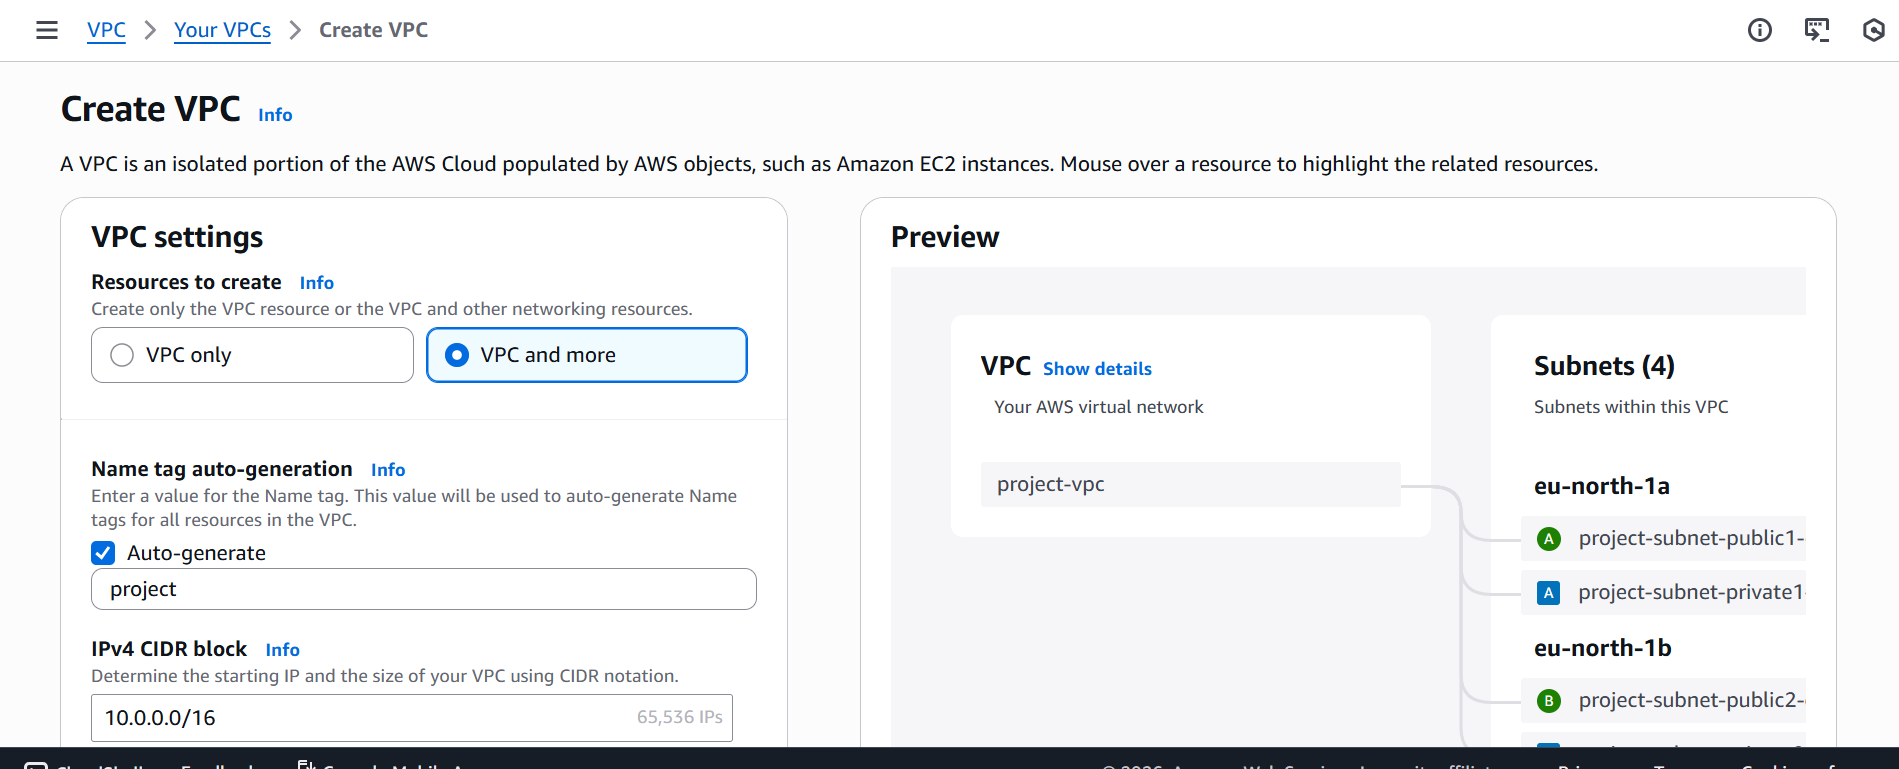 VPC > Your VPCs > Create VPC
Create VPC Info
A VPC is an isolated portion of the AWS Cloud populated by AWS objects, such as Amazon EC2 instances. Mouse over a resource to highlight the related resources.
VPC settings
Resources to create Info
Create only the VPC resource or the VPC and other networking resources.
VPC only
VPC and more
Name tag auto-generation Info
Enter a value for the Name tag. This value will be used to auto-generate Name
tags for all resources in the VPC.
Auto-generate
project
IPv4 CIDR block Info
Determine the starting IP and the size of your VPC using CIDR notation.
10.0.0.0/16 65,536 IPs
Preview
VPC Show details
Your AWS virtual network
project-vpc
Subnets (4)
Subnets within this VPC
eu-north-1a
A project-subnet-public1-
A project-subnet-private1-
eu-north-1b
B project-subnet-public2-